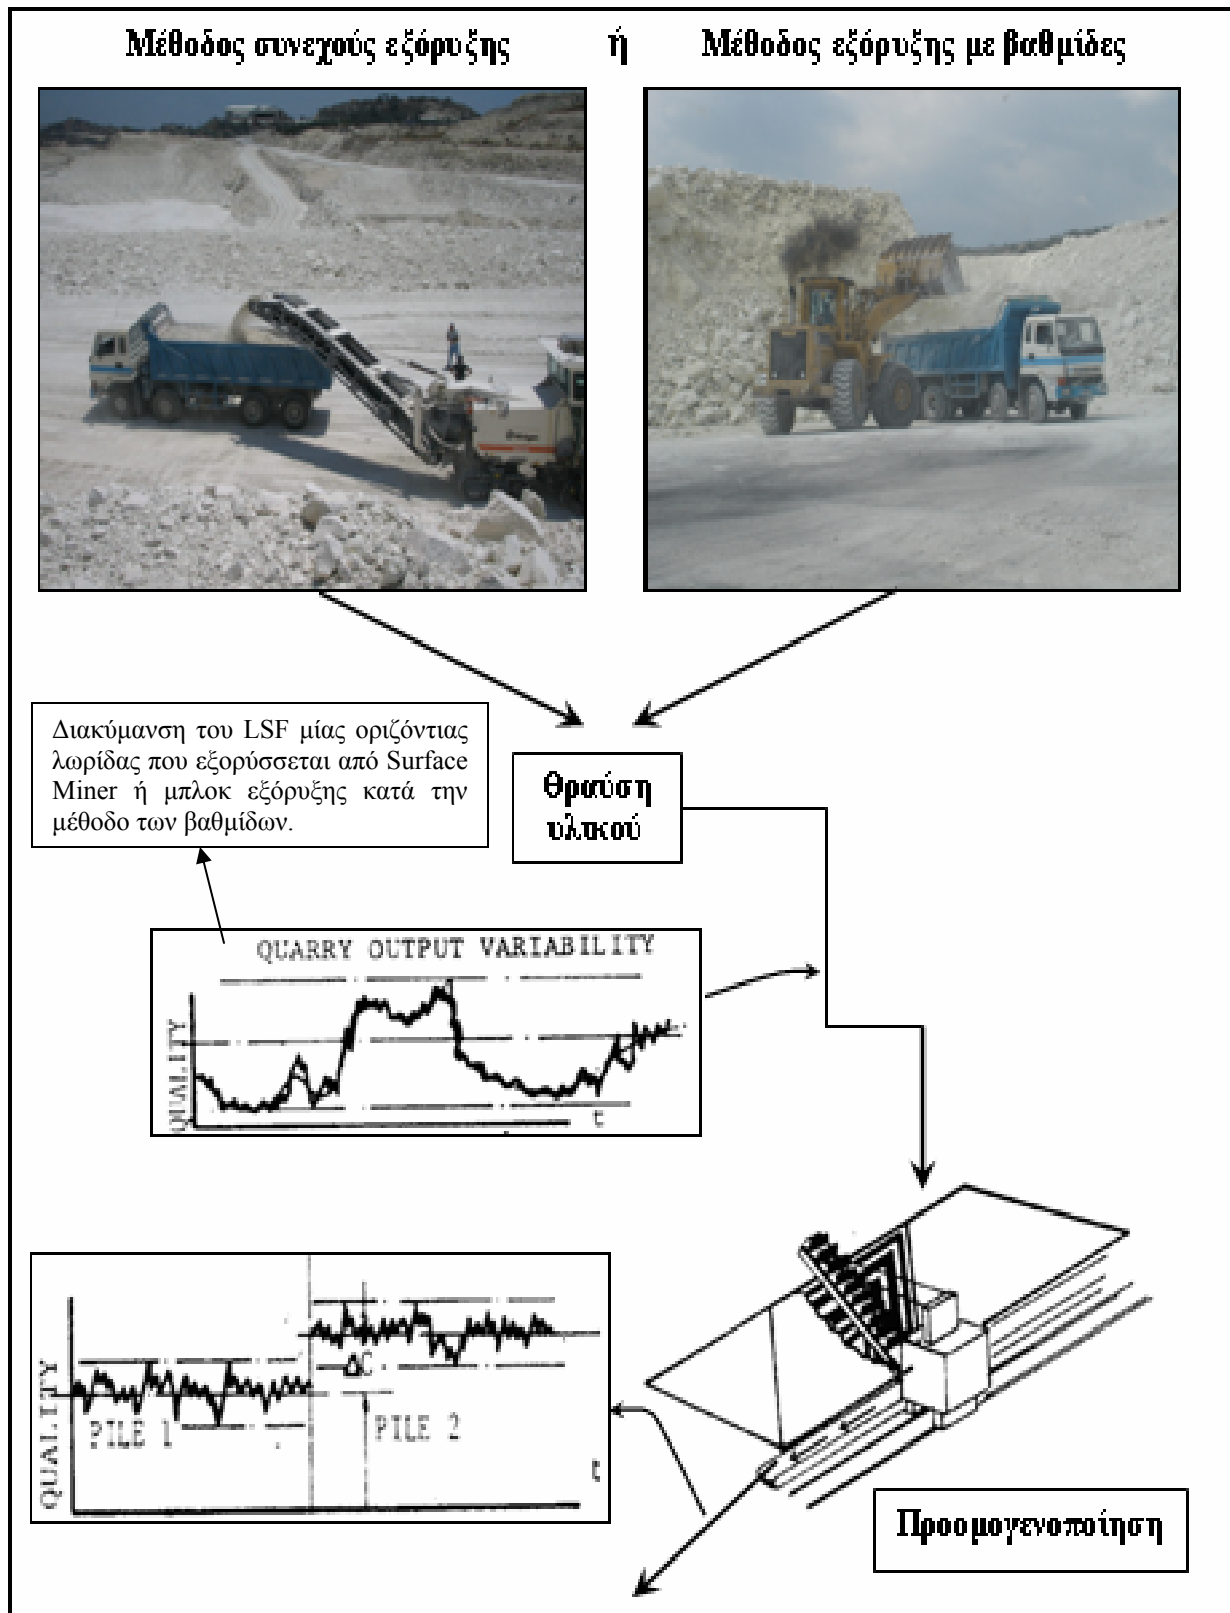 Μέθοδος συνεχούς εξόρυξης ή Μέθοδος εξόρυξης με βαθμίδες
Διακύμανση του LSF μίας οριζόντιας
λωρίδας που εξορύσσεται από Surface
Miner ή μπλοκ εξόρυξης κατά την
μέθοδο των βαθμίδων.
Θραύση
υλικού
QUARRY OUTPUT VARIABILITY
QUALITY
t
QUALITY
PILE 1
ΔC
PILE 2
t
Προομογενοποίηση